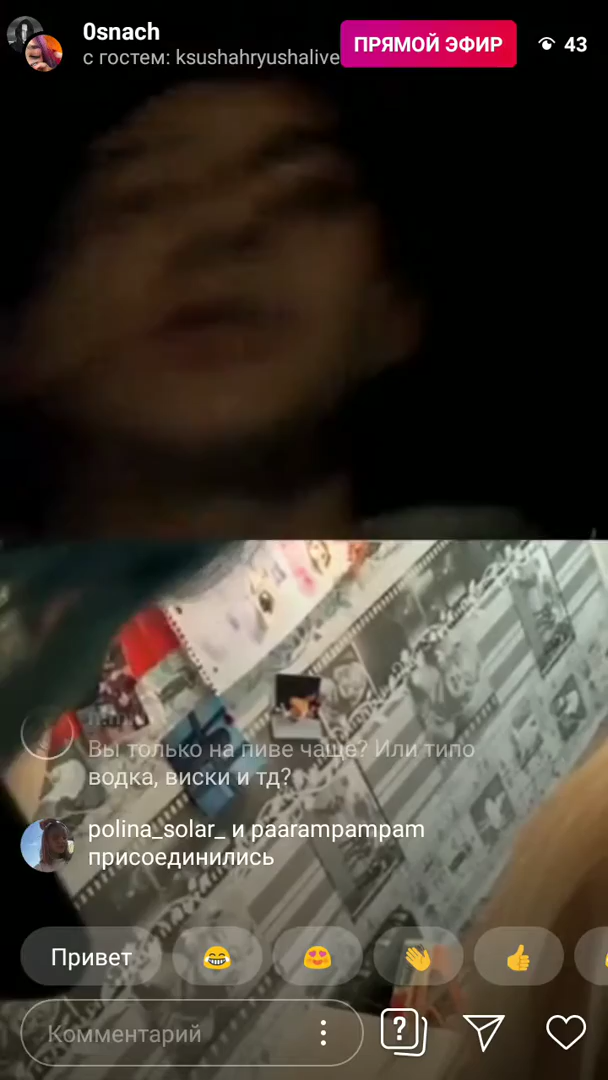 0snach
с гостем: ksushahryushalive
ПРЯМОЙ ЭФИР
43
Вы только на пиве чаще? Или типо
водка, виски и тд?
polina_solar_ и paarampampam
присоединились
Привет
Комментарий